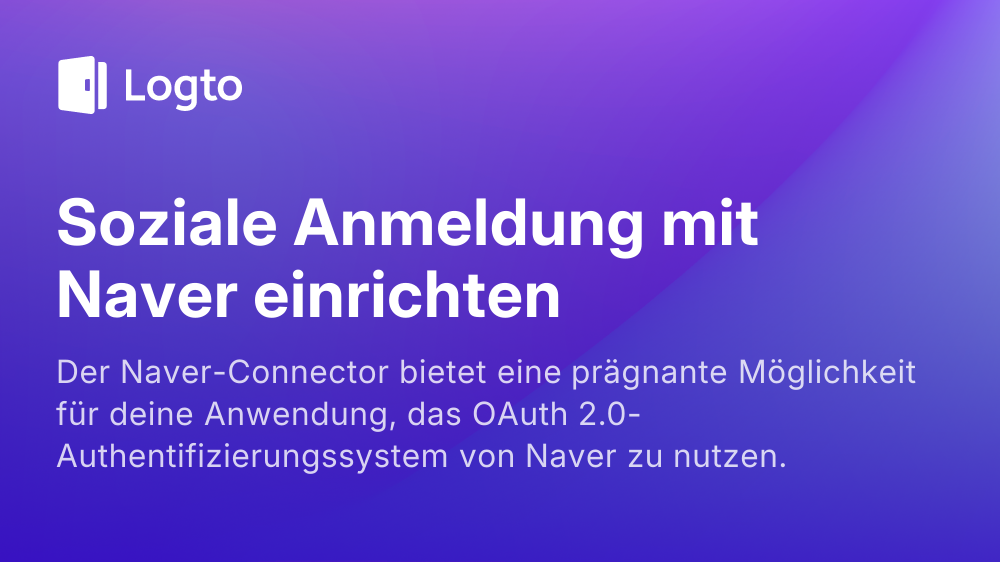 Logto
Soziale Anmeldung mit
Naver einrichten
Der Naver-Connector bietet eine prägnante Möglichkeit
für deine Anwendung, das OAuth 2.0-
Authentifizierungssystem von Naver zu nutzen.